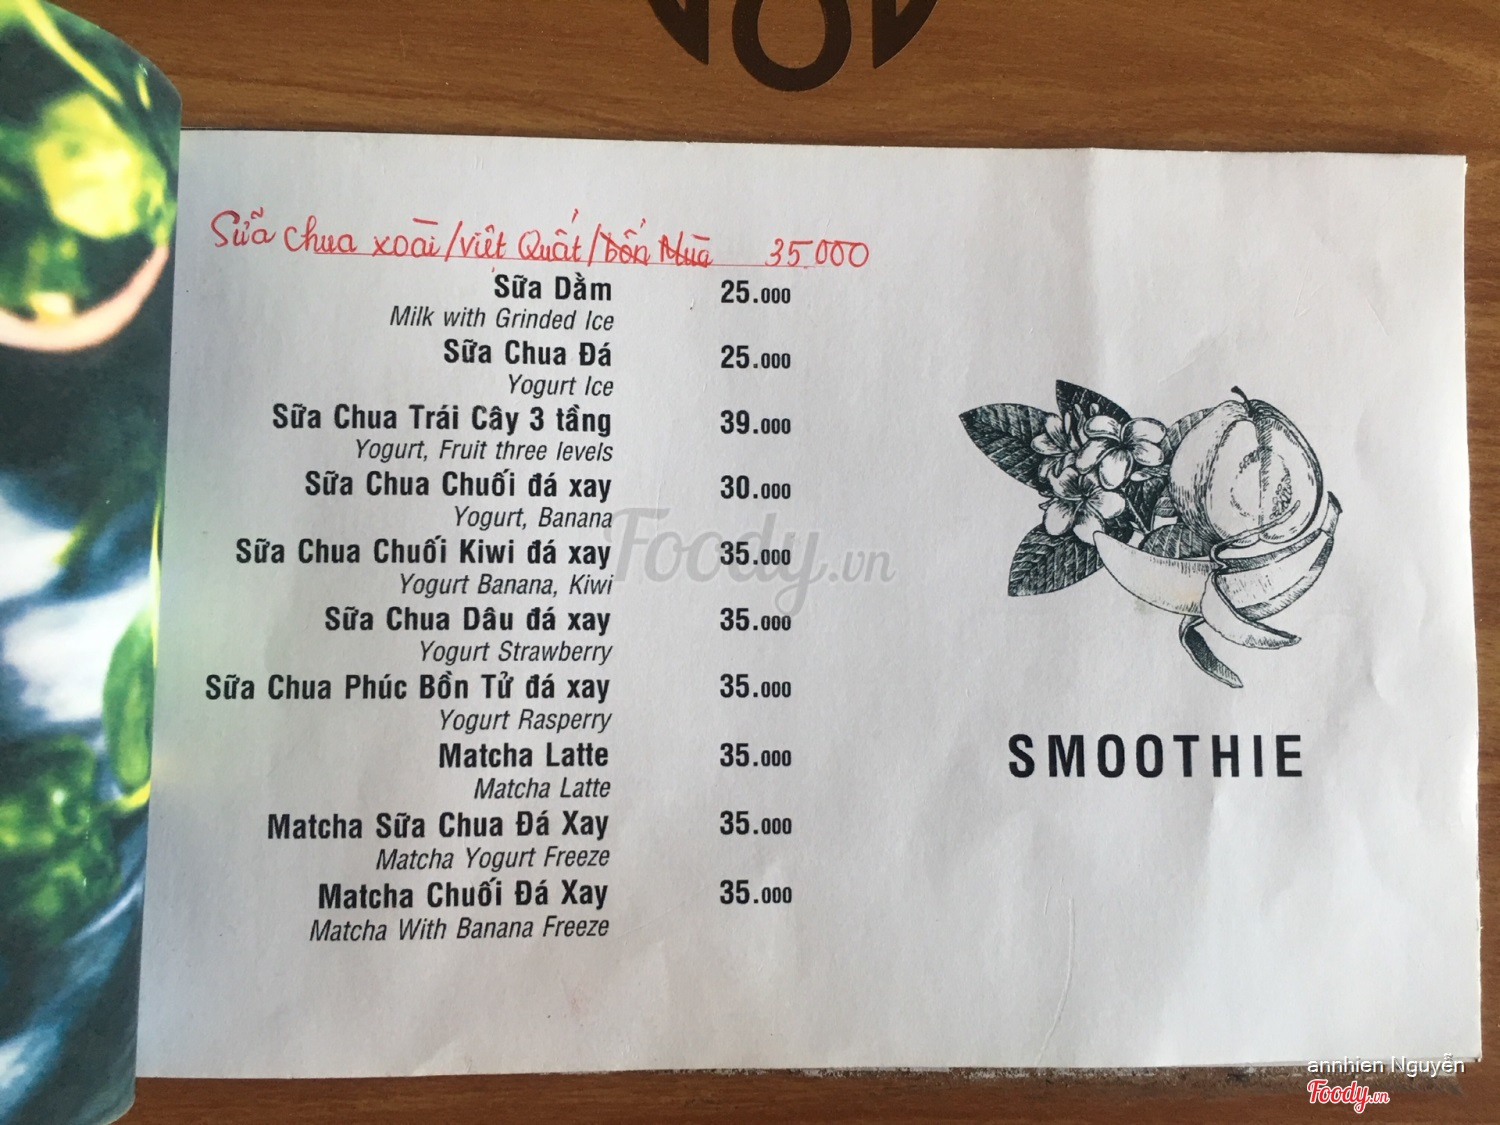 Sữa chua xoài/việt Quất/bốn Mùa 35.000
Sữa Dằm 25.000
Milk with Grinded Ice
Sữa Chua Đá 25.000
Yogurt Ice
Sữa Chua Trái Cây 3 tầng 39.000
Yogurt, Fruit three levels
Sữa Chua Chuối đá xay 30.000
Yogurt, Banana
Sữa Chua Chuối Kiwi đá xay 35.000
Yogurt Banana, Kiwi
Sữa Chua Dâu đá xay 35.000
Yogurt Strawberry
Sữa Chua Phúc Bồn Tử đá xay 35.000
Yogurt Rasperry
Matcha Latte 35.000
Matcha Latte
Matcha Sữa Chua Đá Xay 35.000
Matcha Yogurt Freeze
Matcha Chuối Đá Xay 35.000
Matcha With Banana Freeze
SMOOTHIE
Foody.vn
annhien Nguyễn
Foody.vn